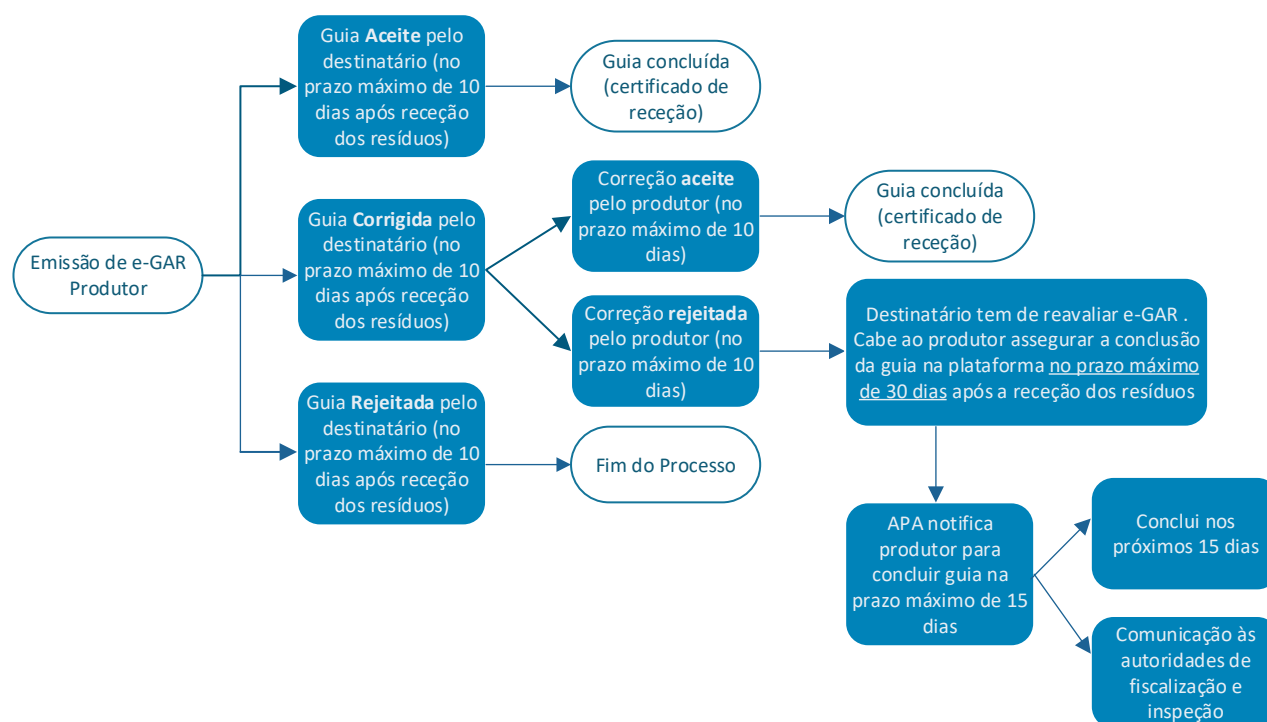 Emissão de e-GAR
Produtor
Guia Aceite pelo
destinatário (no
prazo máximo de 10
dias após receção
dos resíduos)
Guia concluída
(certificado de
receção)
Guia Corrigida pelo
destinatário (no
prazo máximo de 10
dias após receção
dos resíduos)
Correção aceite
pelo produtor (no
prazo máximo de 10
dias)
Guia concluída
(certificado de
receção)
Correção rejeitada
pelo produtor (no
prazo máximo de 10
dias)
Destinatário tem de reavaliar e-GAR .
Cabe ao produtor assegurar a conclusão
da guia na plataforma no prazo máximo
de 30 dias após a receção dos resíduos
Guia Rejeitada pelo
destinatário (no
prazo máximo de 10
dias após receção
dos resíduos)
Fim do Processo
APA notifica
produtor para
concluir guia na
prazo máximo de 15
dias
Conclui nos
próximos 15 dias
Comunicação às
autoridades de
fiscalização e
inspeção